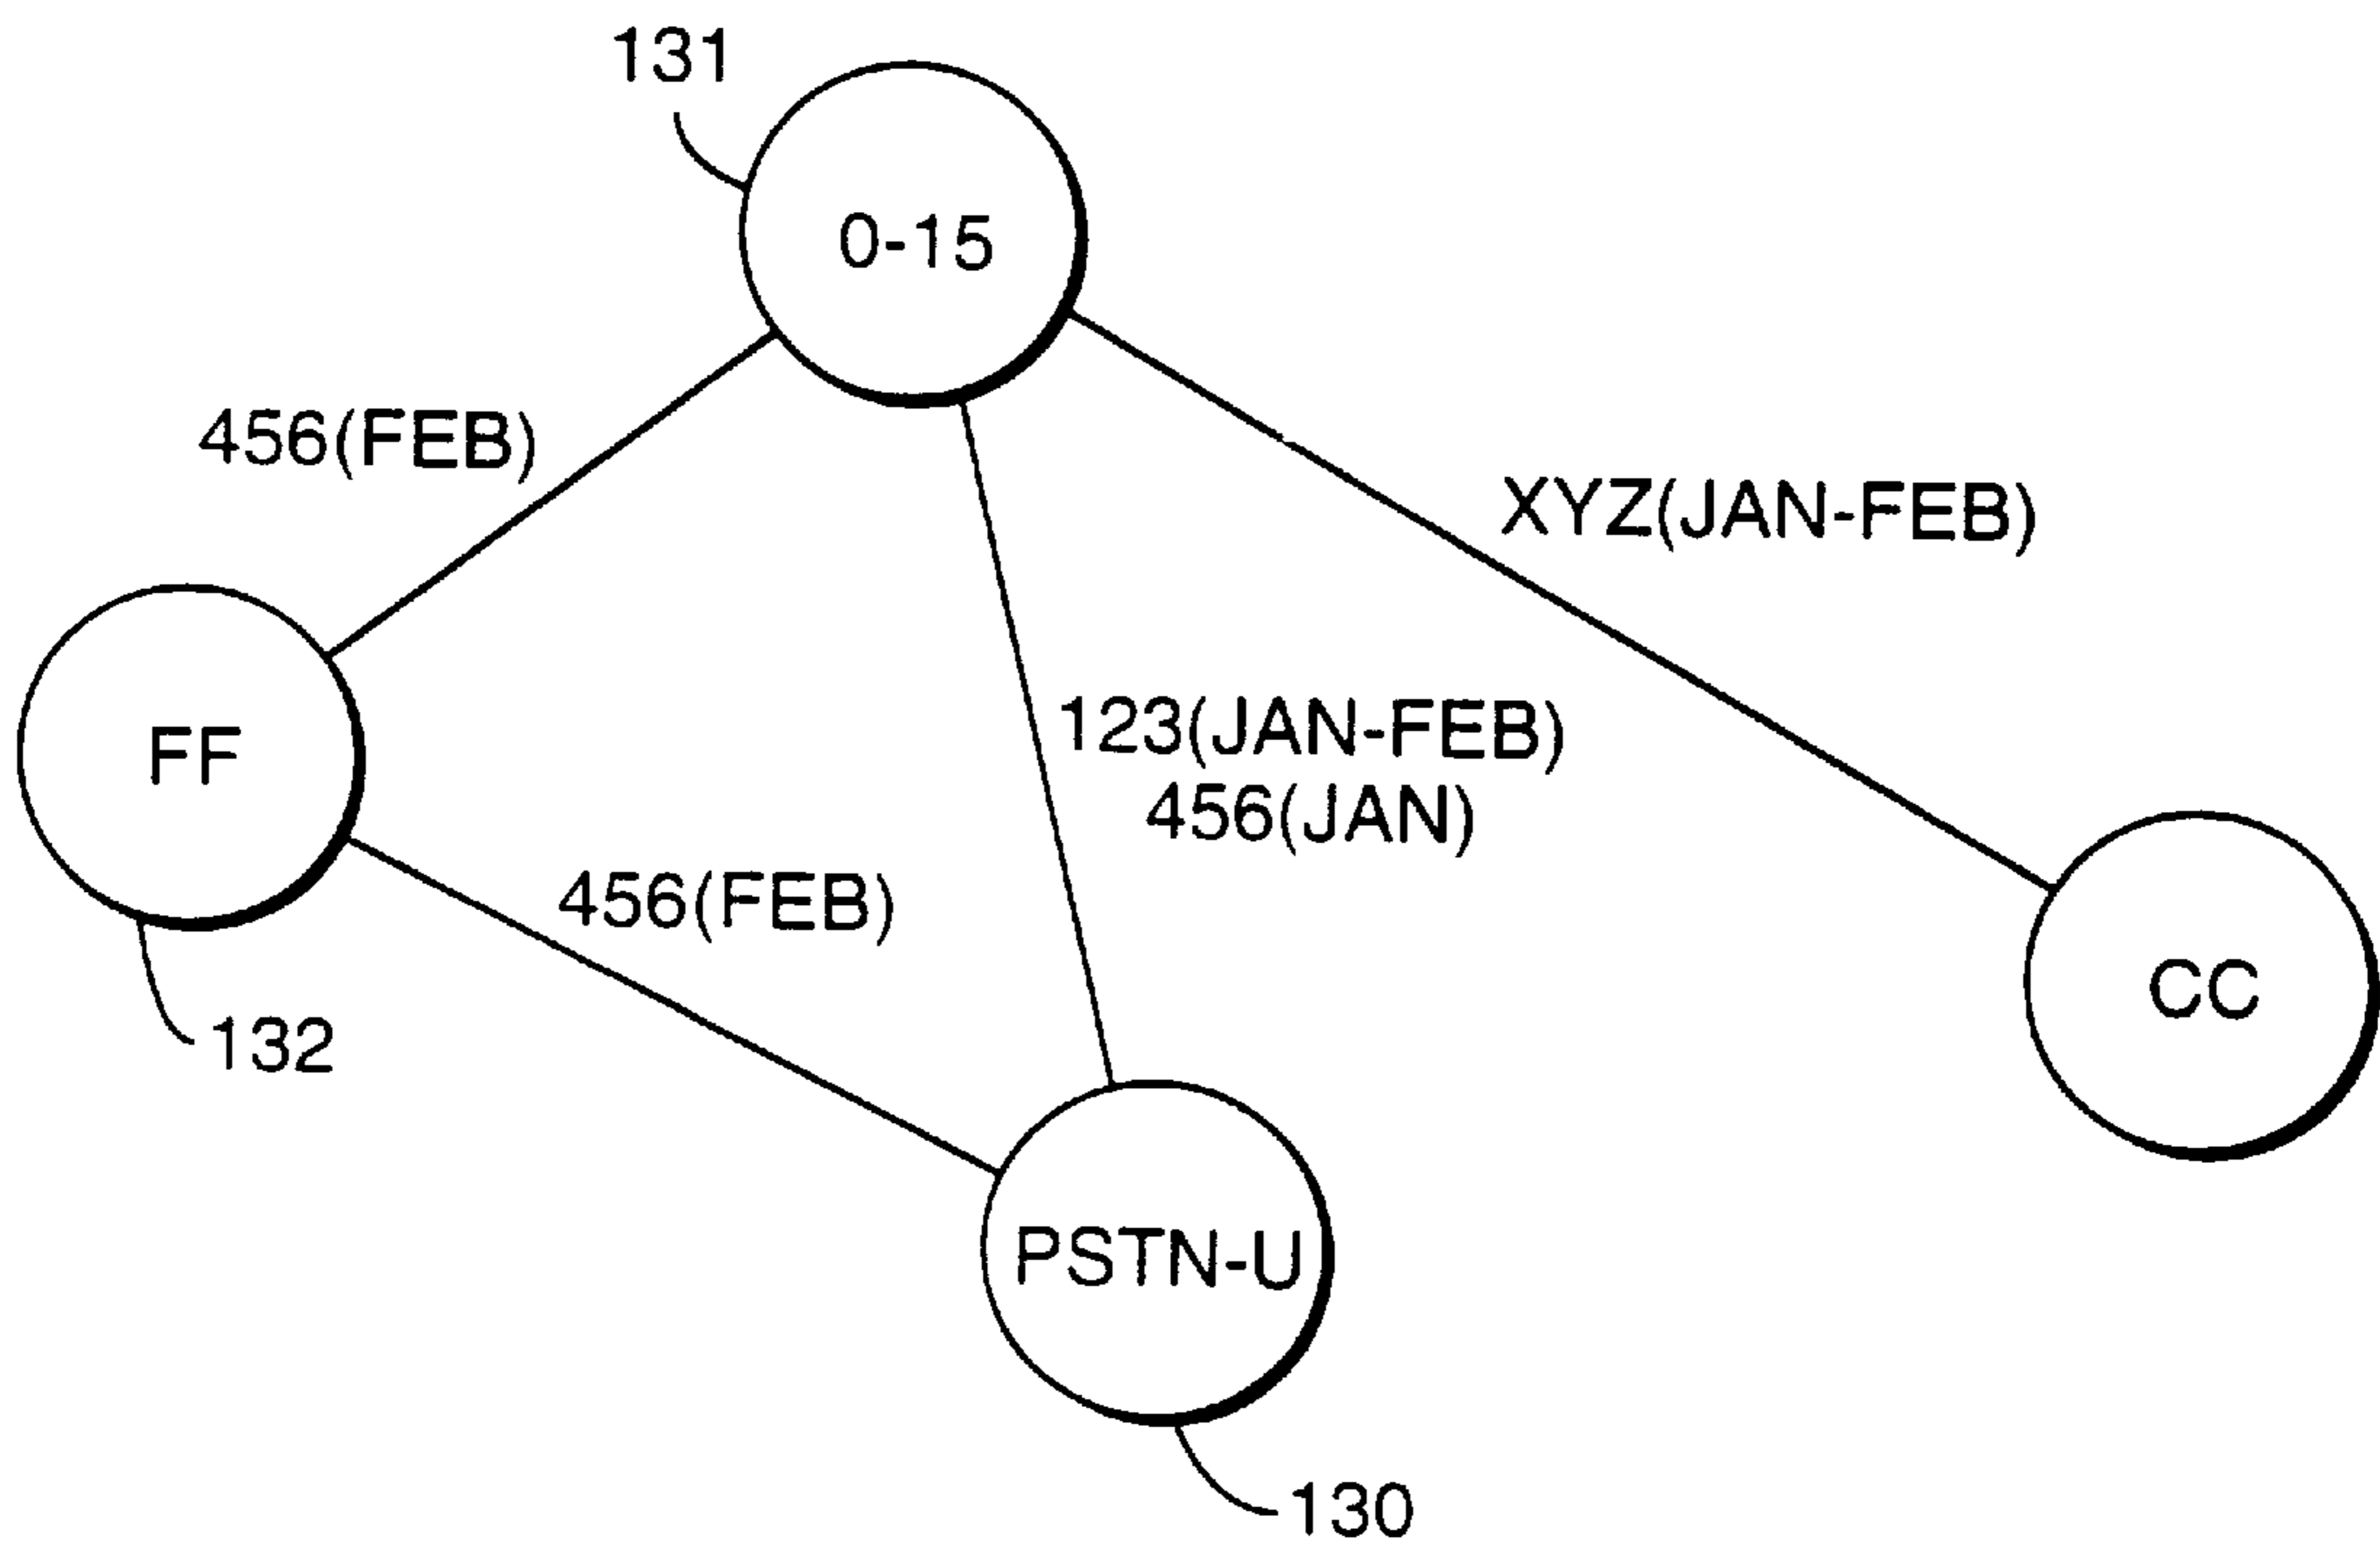 131
0-15
456(FEB)
XYZ(JAN-FEB)
FF
123(JAN-FEB)
456(JAN)
456(FEB)
CC
132
PSTN-U
130